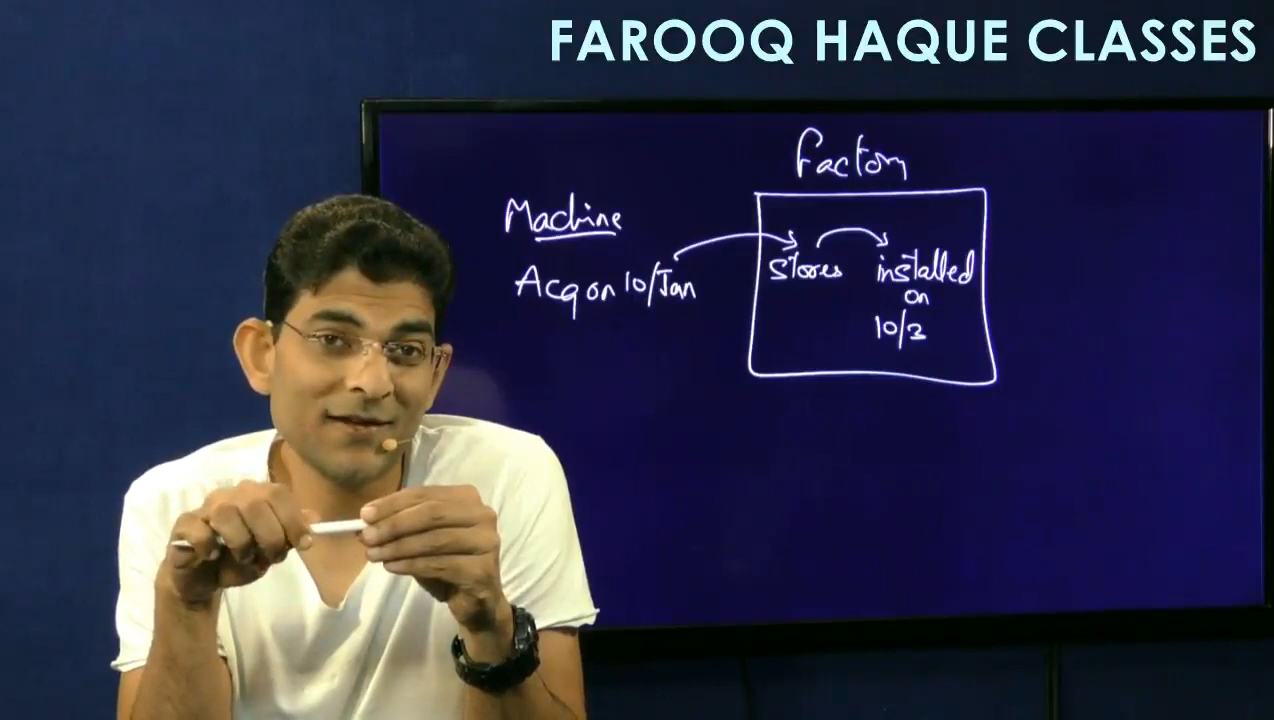 FAROOQ HAQUE CLASSES
Factory
Machine
Acq on 10/Jan
Stores
installed
on
10/3